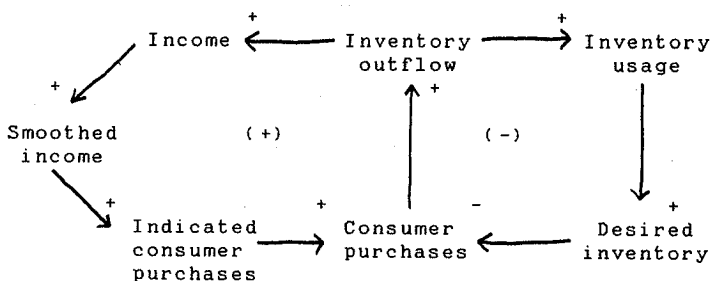 + +
Income Inventory Inventory
outflow usage
+ +
Smoothed (+) (-)
income
+ + - +
Indicated Consumer Desired
consumer purchases inventory
purchases